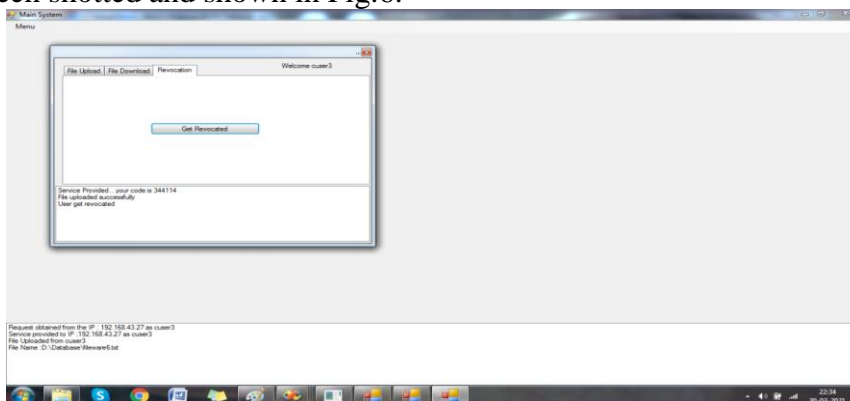 een shotted and shown in Fig.8.
Main System
Menu
File Upload File Download Revocation
Welcome cuser3
Get Revocated
Service Provided... your code is 344114
File uploaded successfully
User get revocated
Request obtained from the IP : 192.168.43.27 as cuser3
Service provided to IP :192.168.43.27 as cuser3
File Uploaded from cuser3
File Name :D:\Database\fileware6.txt
22:34